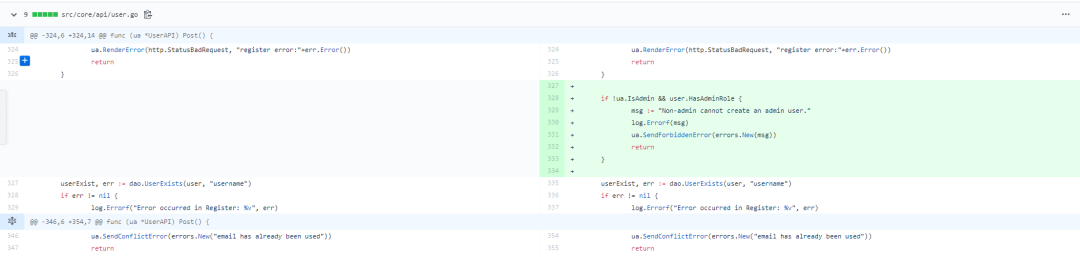 9 src/core/api/user.go
@@ -324,6 +324,14 @@ func (ua *UserAPI) Post() {
324 ua.RenderError(http.StatusBadRequest, "register error:"+err.Error()) 324 ua.RenderError(http.StatusBadRequest, "register error:"+err.Error())
325 return 325 return
326 } 326 }
327 +
328 + if !ua.IsAdmin && user.HasAdminRole {
329 + msg := "Non-admin cannot create an admin user."
330 + log.Errorf(msg)
331 + ua.SendForbiddenError(errors.New(msg))
332 + return
333 + }
334 +
327 userExist, err := dao.UserExists(user, "username") 335 userExist, err := dao.UserExists(user, "username")
328 if err != nil { 336 if err != nil {
329 log.Errorf("Error occurred in Register: %v", err) 337 log.Errorf("Error occurred in Register: %v", err)
@@ -346,6 +354,7 @@ func (ua *UserAPI) Post() {
346 ua.SendConflictError(errors.New("email has already been used")) 354 ua.SendConflictError(errors.New("email has already been used"))
347 return 355 return